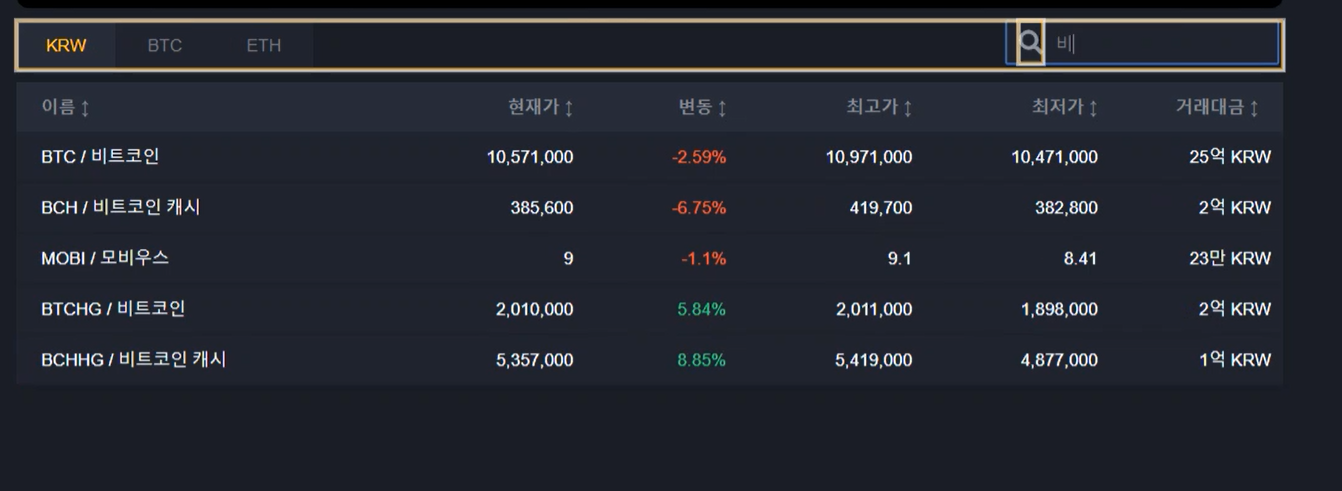 KRW BTC ETH 비
이름 ↕ 현재가 ↕ 변동 ↕ 최고가 ↕ 최저가 ↕ 거래대금 ↕
BTC / 비트코인 10,571,000 -2.59% 10,971,000 10,471,000 25억 KRW
BCH / 비트코인 캐시 385,600 -6.75% 419,700 382,800 2억 KRW
MOBI / 모비우스 9 -1.1% 9.1 8.41 23만 KRW
BTCHG / 비트코인 2,010,000 5.84% 2,011,000 1,898,000 2억 KRW
BCHHG / 비트코인 캐시 5,357,000 8.85% 5,419,000 4,877,000 1억 KRW